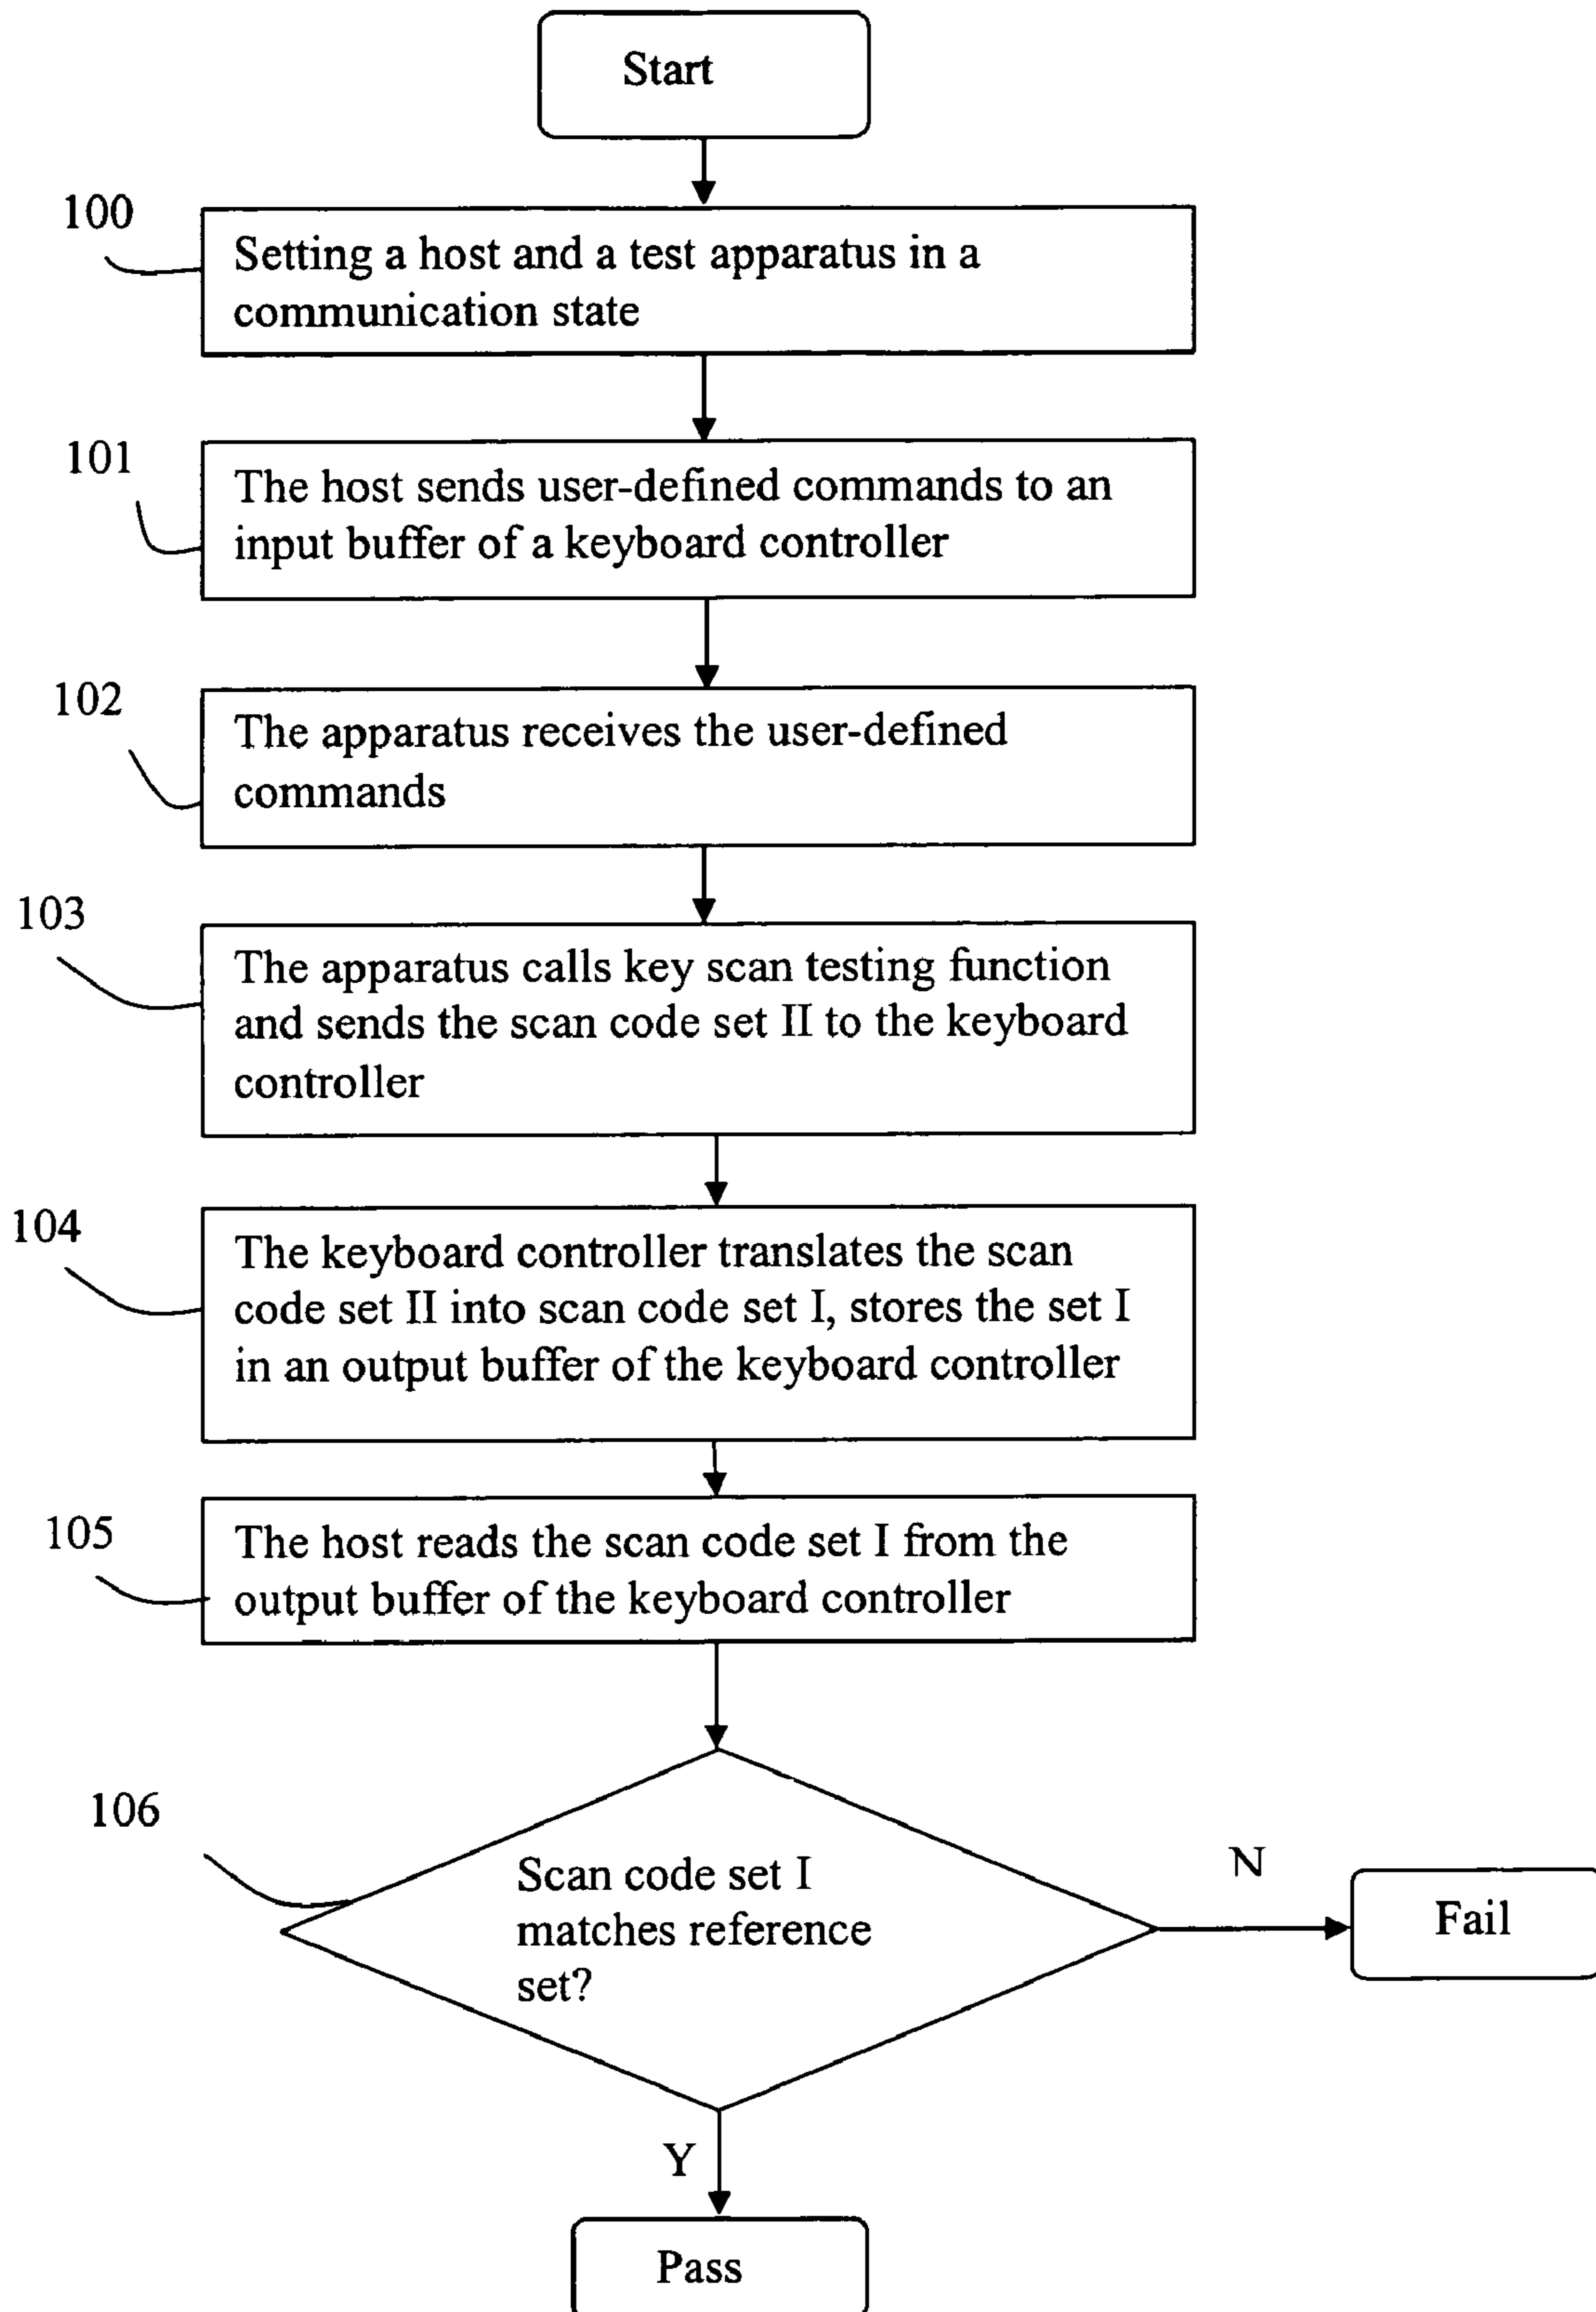 Start
100
Setting a host and a test apparatus in a
communication state
101
The host sends user-defined commands to an
input buffer of a keyboard controller
102
The apparatus receives the user-defined
commands
103
The apparatus calls key scan testing function
and sends the scan code set II to the keyboard
controller
104
The keyboard controller translates the scan
code set II into scan code set I, stores the set I
in an output buffer of the keyboard controller
105
The host reads the scan code set I from the
output buffer of the keyboard controller
106
Scan code set I
matches reference
set?
N
Fail
Y
Pass